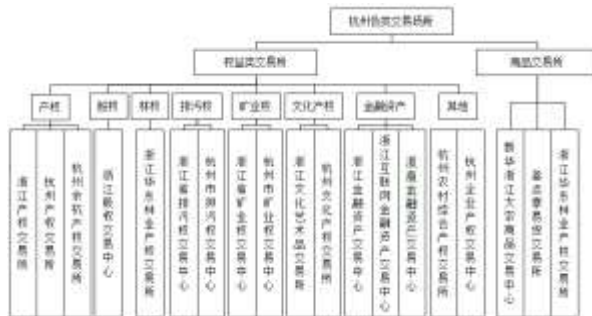 杭州各类交易场所
权益类交易所
商品交易所
产权
股权
林权
排污权
矿业权
文化产权
金融资产
其他
浙江产权交易所
杭州产权交易所
杭州余杭产权交易所
浙江股权交易中心
浙江华东林业产权交易所
浙江省排污权交易中心
杭州市排污权交易中心
浙江省矿业权交易中心
杭州市矿业权交易中心
浙江文化艺术品交易所
杭州文化产权交易所
浙江金融资产交易中心
浙江互联网金融资产交易中心
金融资产交易中心
杭州农村综合产权交易所
杭州企业产权交易中心
新华浙江大宗商品交易中心
交易所
浙江华东林业产权交易所